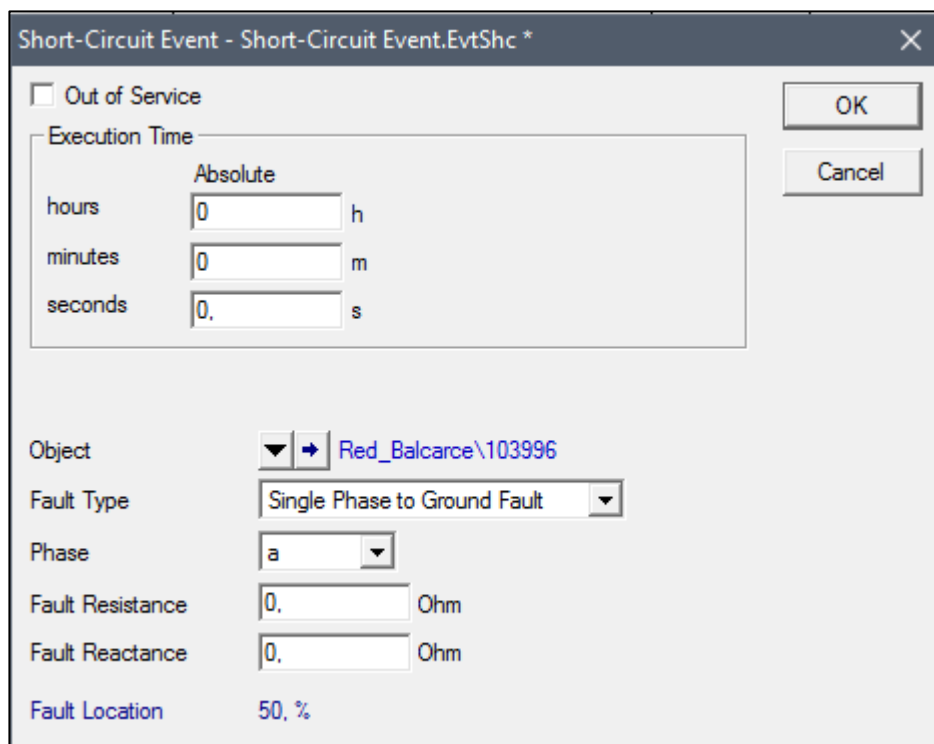 Short-Circuit Event - Short-Circuit Event.EvtShc *
Out of Service
OK
Execution Time
Absolute
Cancel
hours 0 h
minutes 0 m
seconds 0, s
Object Red_Balcarce\103996
Fault Type Single Phase to Ground Fault
Phase a
Fault Resistance 0, Ohm
Fault Reactance 0, Ohm
Fault Location 50, %